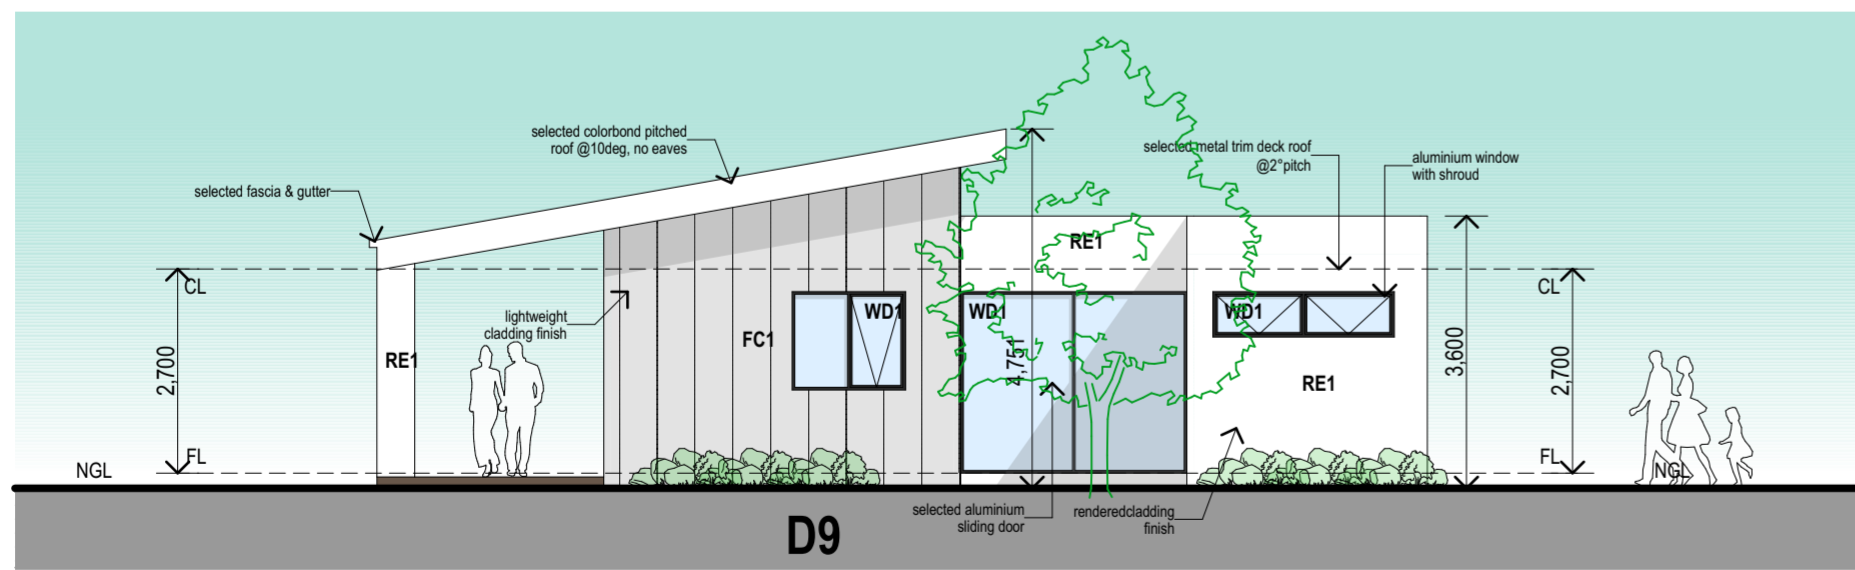 selected colorbond pitched
roof @10deg, no eaves
selected metal trim deck roof
@2°pitch
aluminium window
with shroud
selected fascia & gutter
RE1
CL
CL
lightweight
cladding finish
WD1
WD1
WD1
FC1
RE1
2,700
4,751
3,600
2,700
RE1
FL
FL
NGL
NGL
selected aluminium
sliding door
renderedcladding
finish
D9